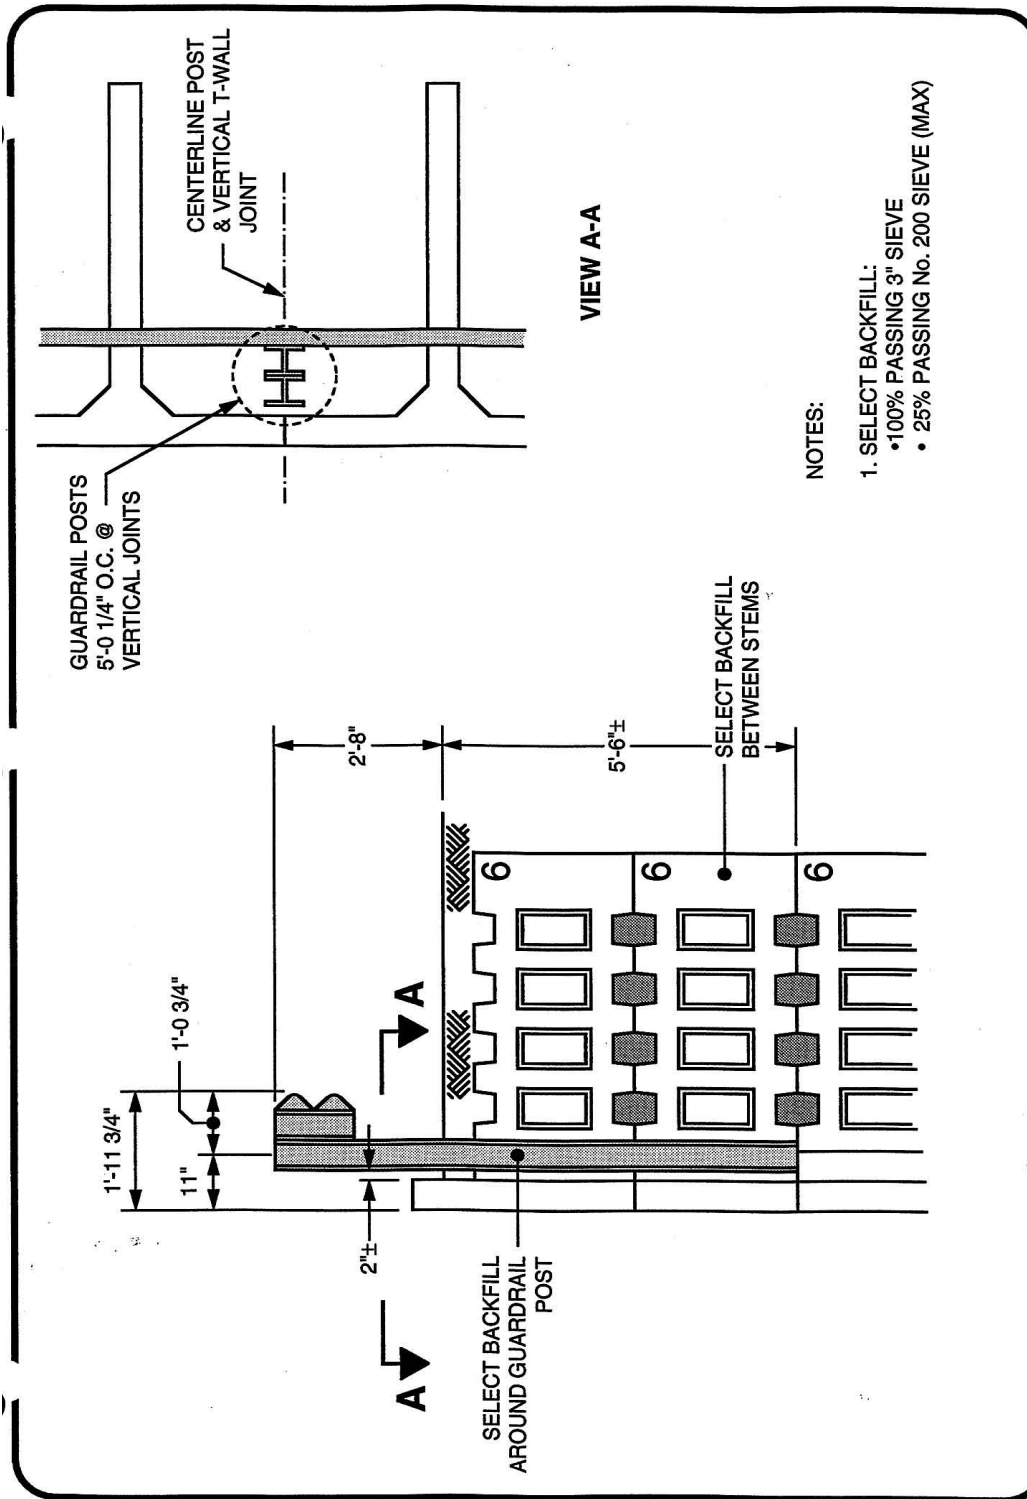 1'-11 3/4"
11"
1'-0 3/4"
2"±
A
A
2'-8"
5'-6"±
6
6
6
SELECT BACKFILL
AROUND GUARDRAIL
POST
SELECT BACKFILL
BETWEEN STEMS
GUARDRAIL POSTS
5'-0 1/4" O.C. @
VERTICAL JOINTS
CENTERLINE POST
& VERTICAL T-WALL
JOINT
VIEW A-A
NOTES:
1. SELECT BACKFILL:
•100% PASSING 3" SIEVE
• 25% PASSING No. 200 SIEVE (MAX)